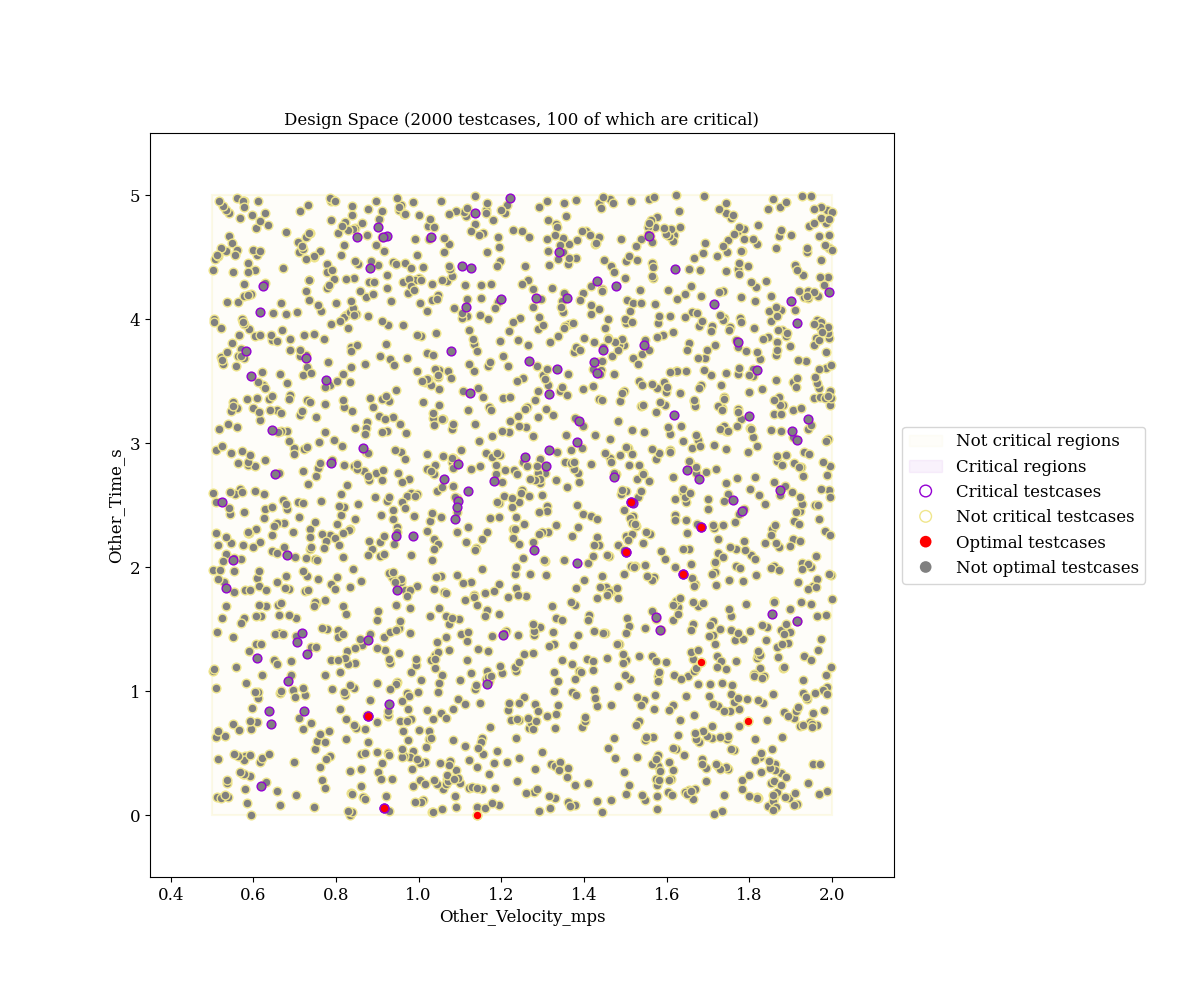 Design Space (2000 testcases, 100 of which are critical)
5
4
3
2
1
0
Other_Time_s
0.4 0.6 0.8 1.0 1.2 1.4 1.6 1.8 2.0
Other_Velocity_mps
Not critical regions
Critical regions
Critical testcases
Not critical testcases
Optimal testcases
Not optimal testcases